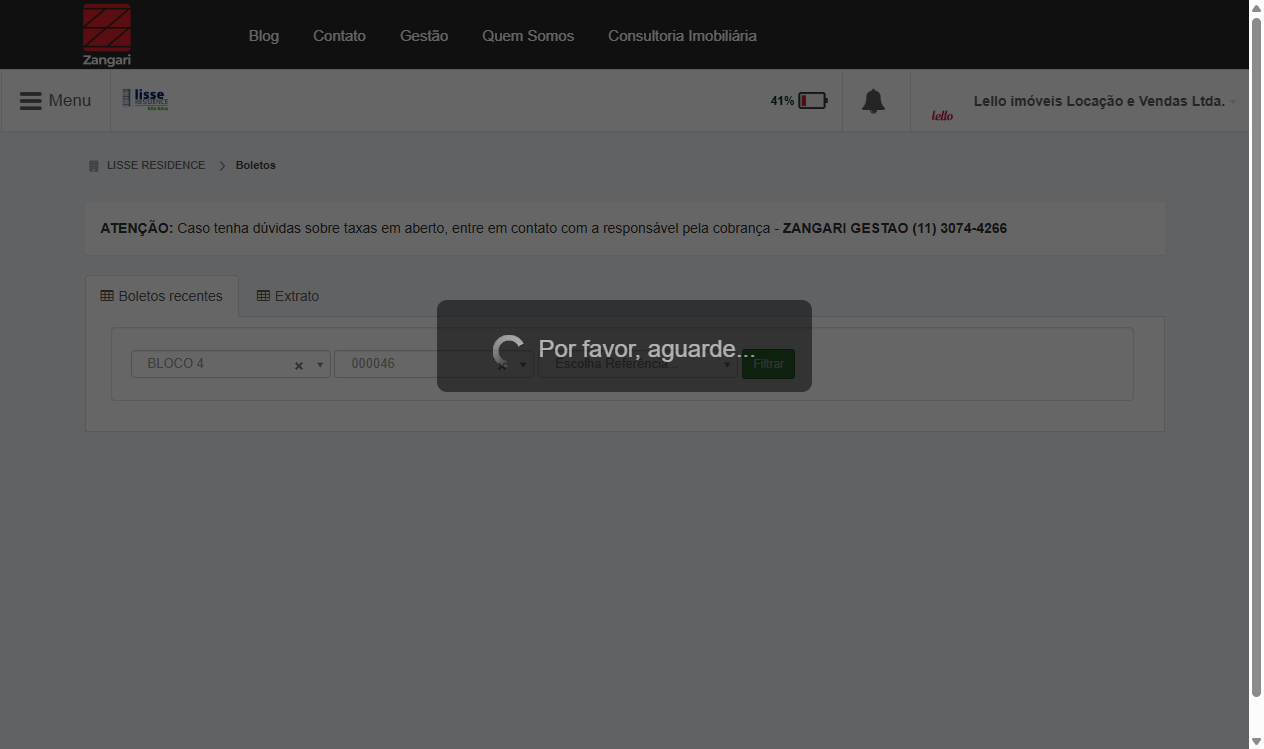 Zangari
Blog
Contato
Gestão
Quem Somos
Consultoria Imobiliária
Menu
lisse
RESIDENCE
41%
lello
Lello imóveis Locação e Vendas Ltda.
LISSE RESIDENCE
Boletos
ATENÇÃO: Caso tenha dúvidas sobre taxas em aberto, entre em contato com a responsável pela cobrança - ZANGARI GESTAO (11) 3074-4266
Boletos recentes
Extrato
Por favor, aguarde...
BLOCO 4
000046
Escolha Referência...
Filtrar